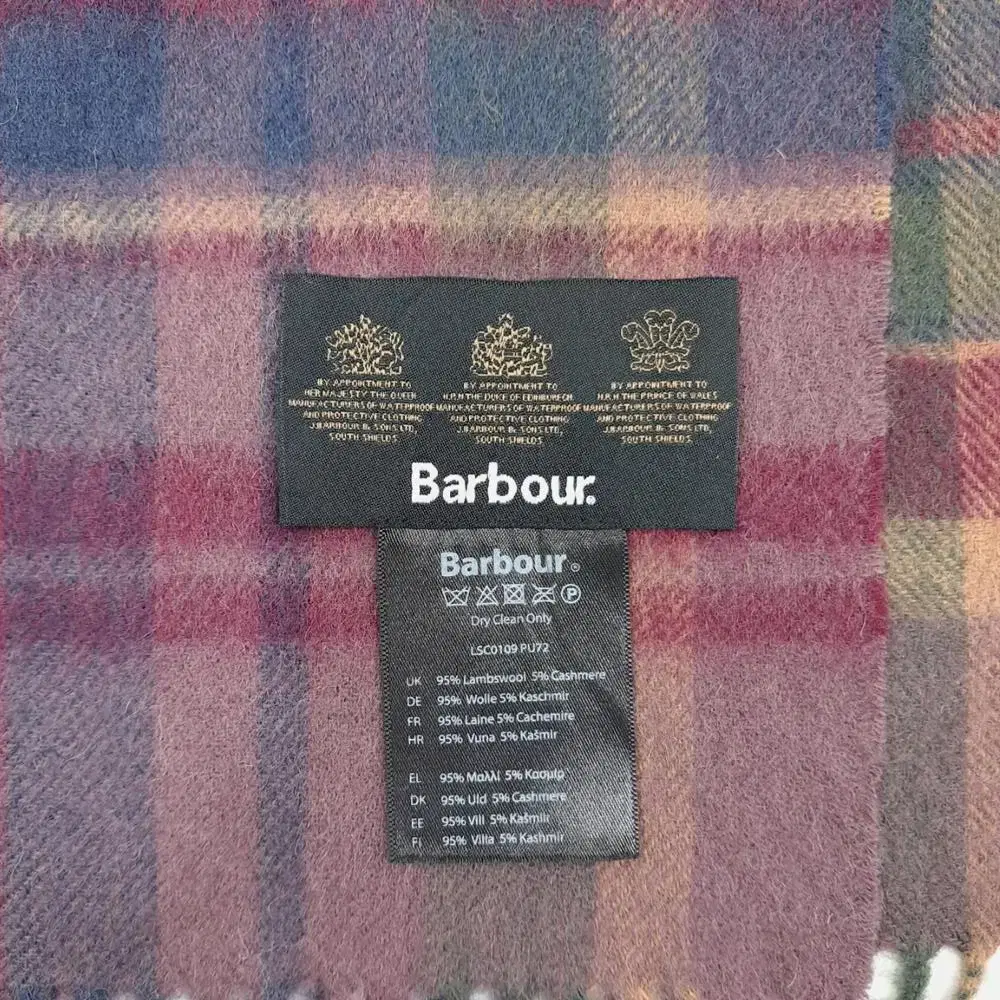 BY APPOINTMENT TO
HER MAJESTY THE QUEEN
MANUFACTURERS OF WATERPROOF
AND PROTECTIVE CLOTHING
J.BARBOUR & SONS LTD,
SOUTH SHIELDS
BY APPOINTMENT TO
H.R.H THE DUKE OF EDINBURGH
MANUFACTURERS OF WATERPROOF
AND PROTECTIVE CLOTHING
J.BARBOUR & SONS LTD,
SOUTH SHIELDS
BY APPOINTMENT TO
H.R.H THE PRINCE OF WALES
MANUFACTURERS OF WATERPROOF
AND PROTECTIVE CLOTHING
J.BARBOUR & SONS LTD,
SOUTH SHIELDS
Barbour.
Barbour®
P
Dry Clean Only
LSC0109 PU72
UK 95% Lambswool 5% Cashmere
DE 95% Wolle 5% Kaschmir
FR 95% Laine 5% Cachemire
HR 95% Vuna 5% Kašmir
EL 95% Μαλλί 5% Κασμίρ
DK 95% Uld 5% Cashmere
EE 95% Vill 5% Kašmiir
FI 95% Villa 5% Kashmir